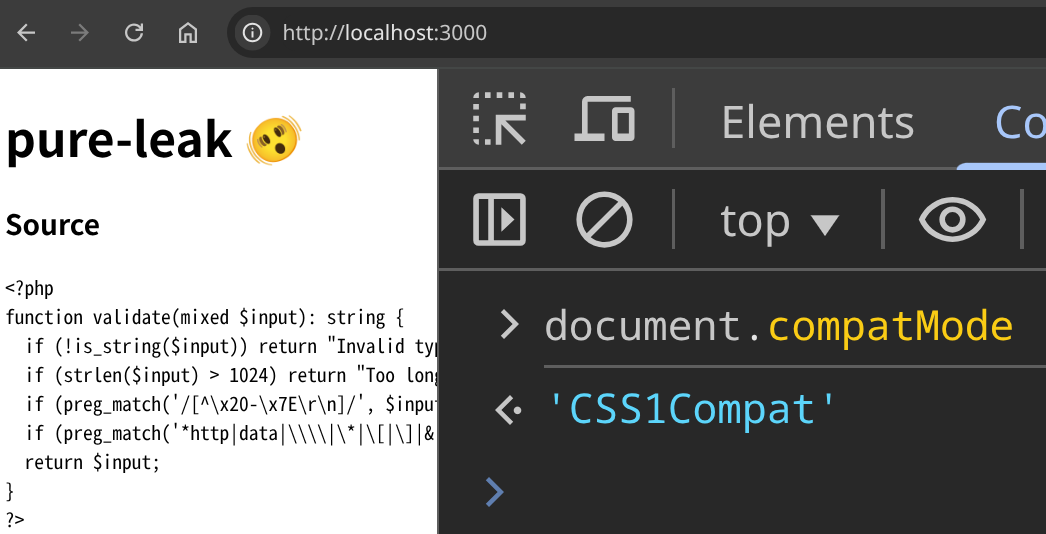 http://localhost:3000
pure-leak 🫨
Source
<?php
function validate(mixed $input): string {
if (!is_string($input)) return "Invalid typ
if (strlen($input) > 1024) return "Too long
if (preg_match('/[^\x20-\x7E\r\n]/', $input
if (preg_match('*http|data|\\\\|\*|\[|\]|&
return $input;
}
?>
Elements
Co
top
document.compatMode
'CSS1Compat'